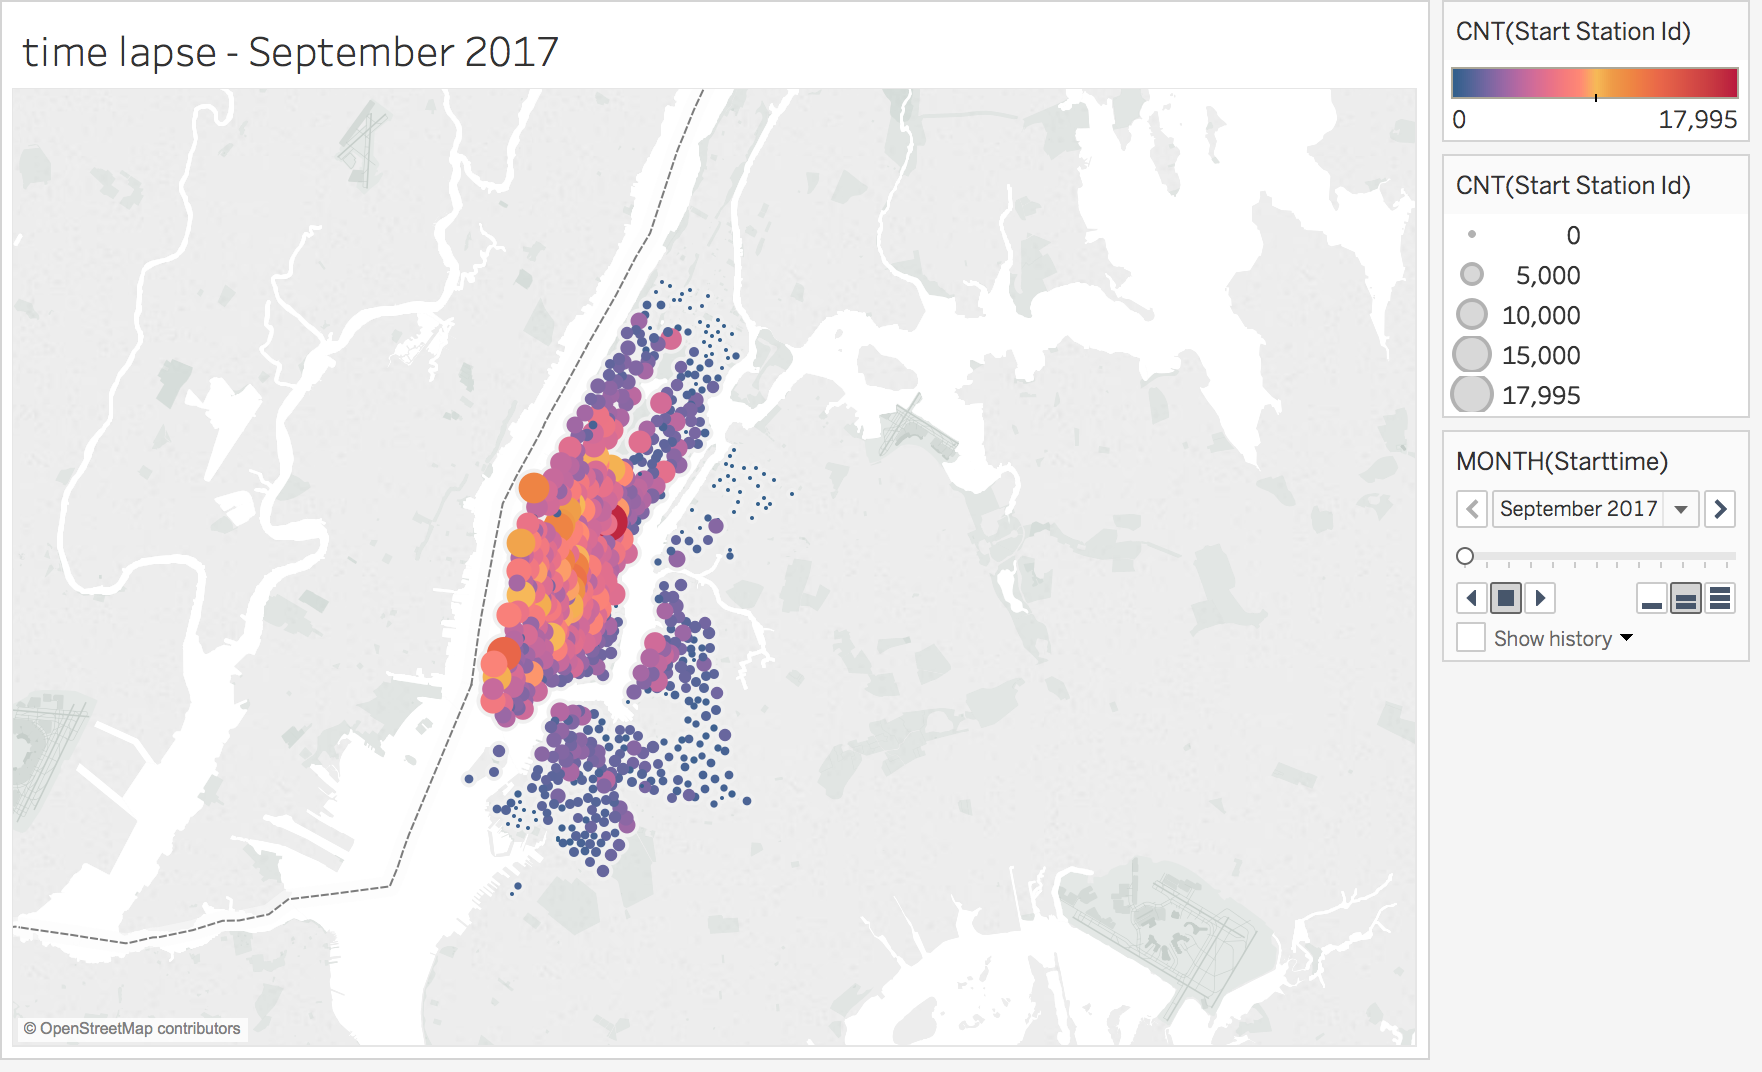 time lapse - September 2017
© OpenStreetMap contributors
CNT(Start Station Id)
0 17,995
CNT(Start Station Id)
0
5,000
10,000
15,000
17,995
MONTH(Starttime)
September 2017
Show history